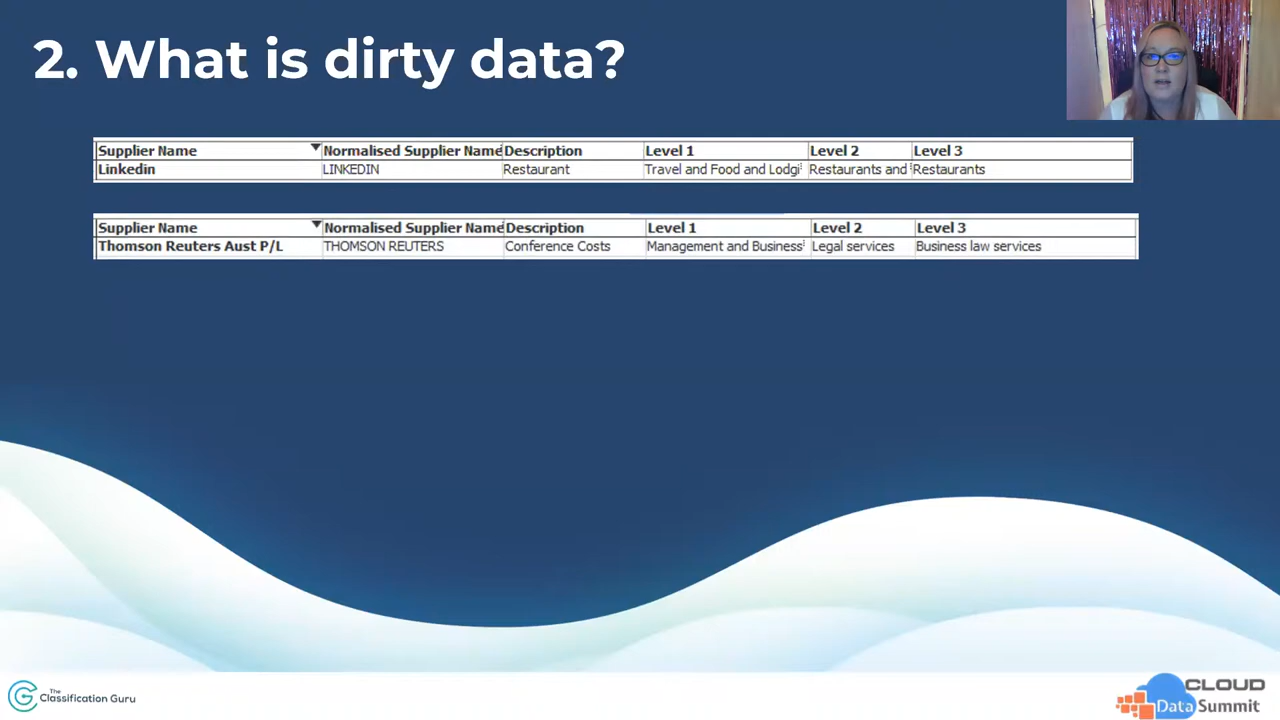 2. What is dirty data?
Supplier Name Normalised Supplier Name Description Level 1 Level 2 Level 3
Linkedin LINKEDIN Restaurant Travel and Food and Lodgi Restaurants and Restaurants
Supplier Name Normalised Supplier Name Description Level 1 Level 2 Level 3
Thomson Reuters Aust P/L THOMSON REUTERS Conference Costs Management and Business Legal services Business law services
The
Classification Guru
CLOUD
Data Summit